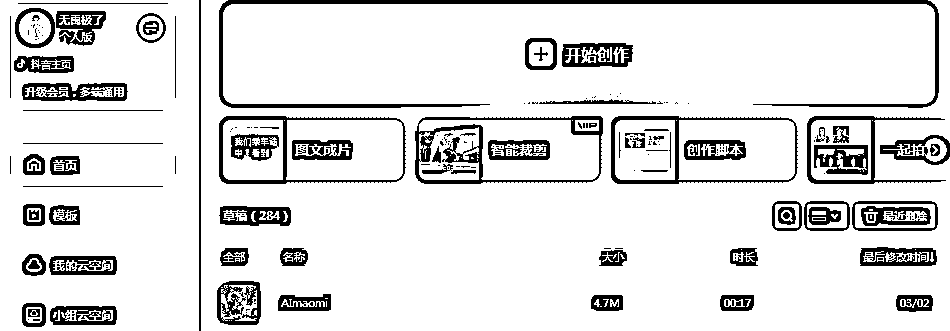 无禹极了
个人版
抖音主页
升级会员，多端通用
首页
模板
我的云空间
小组云空间
开始创作
图文成片
VIP
智能裁剪
创作脚本
一起拍
草稿（284）
最近删除
全部 名称 大小 时长 最后修改时间↓
Aimaomi 4.7M 00:17 03/02